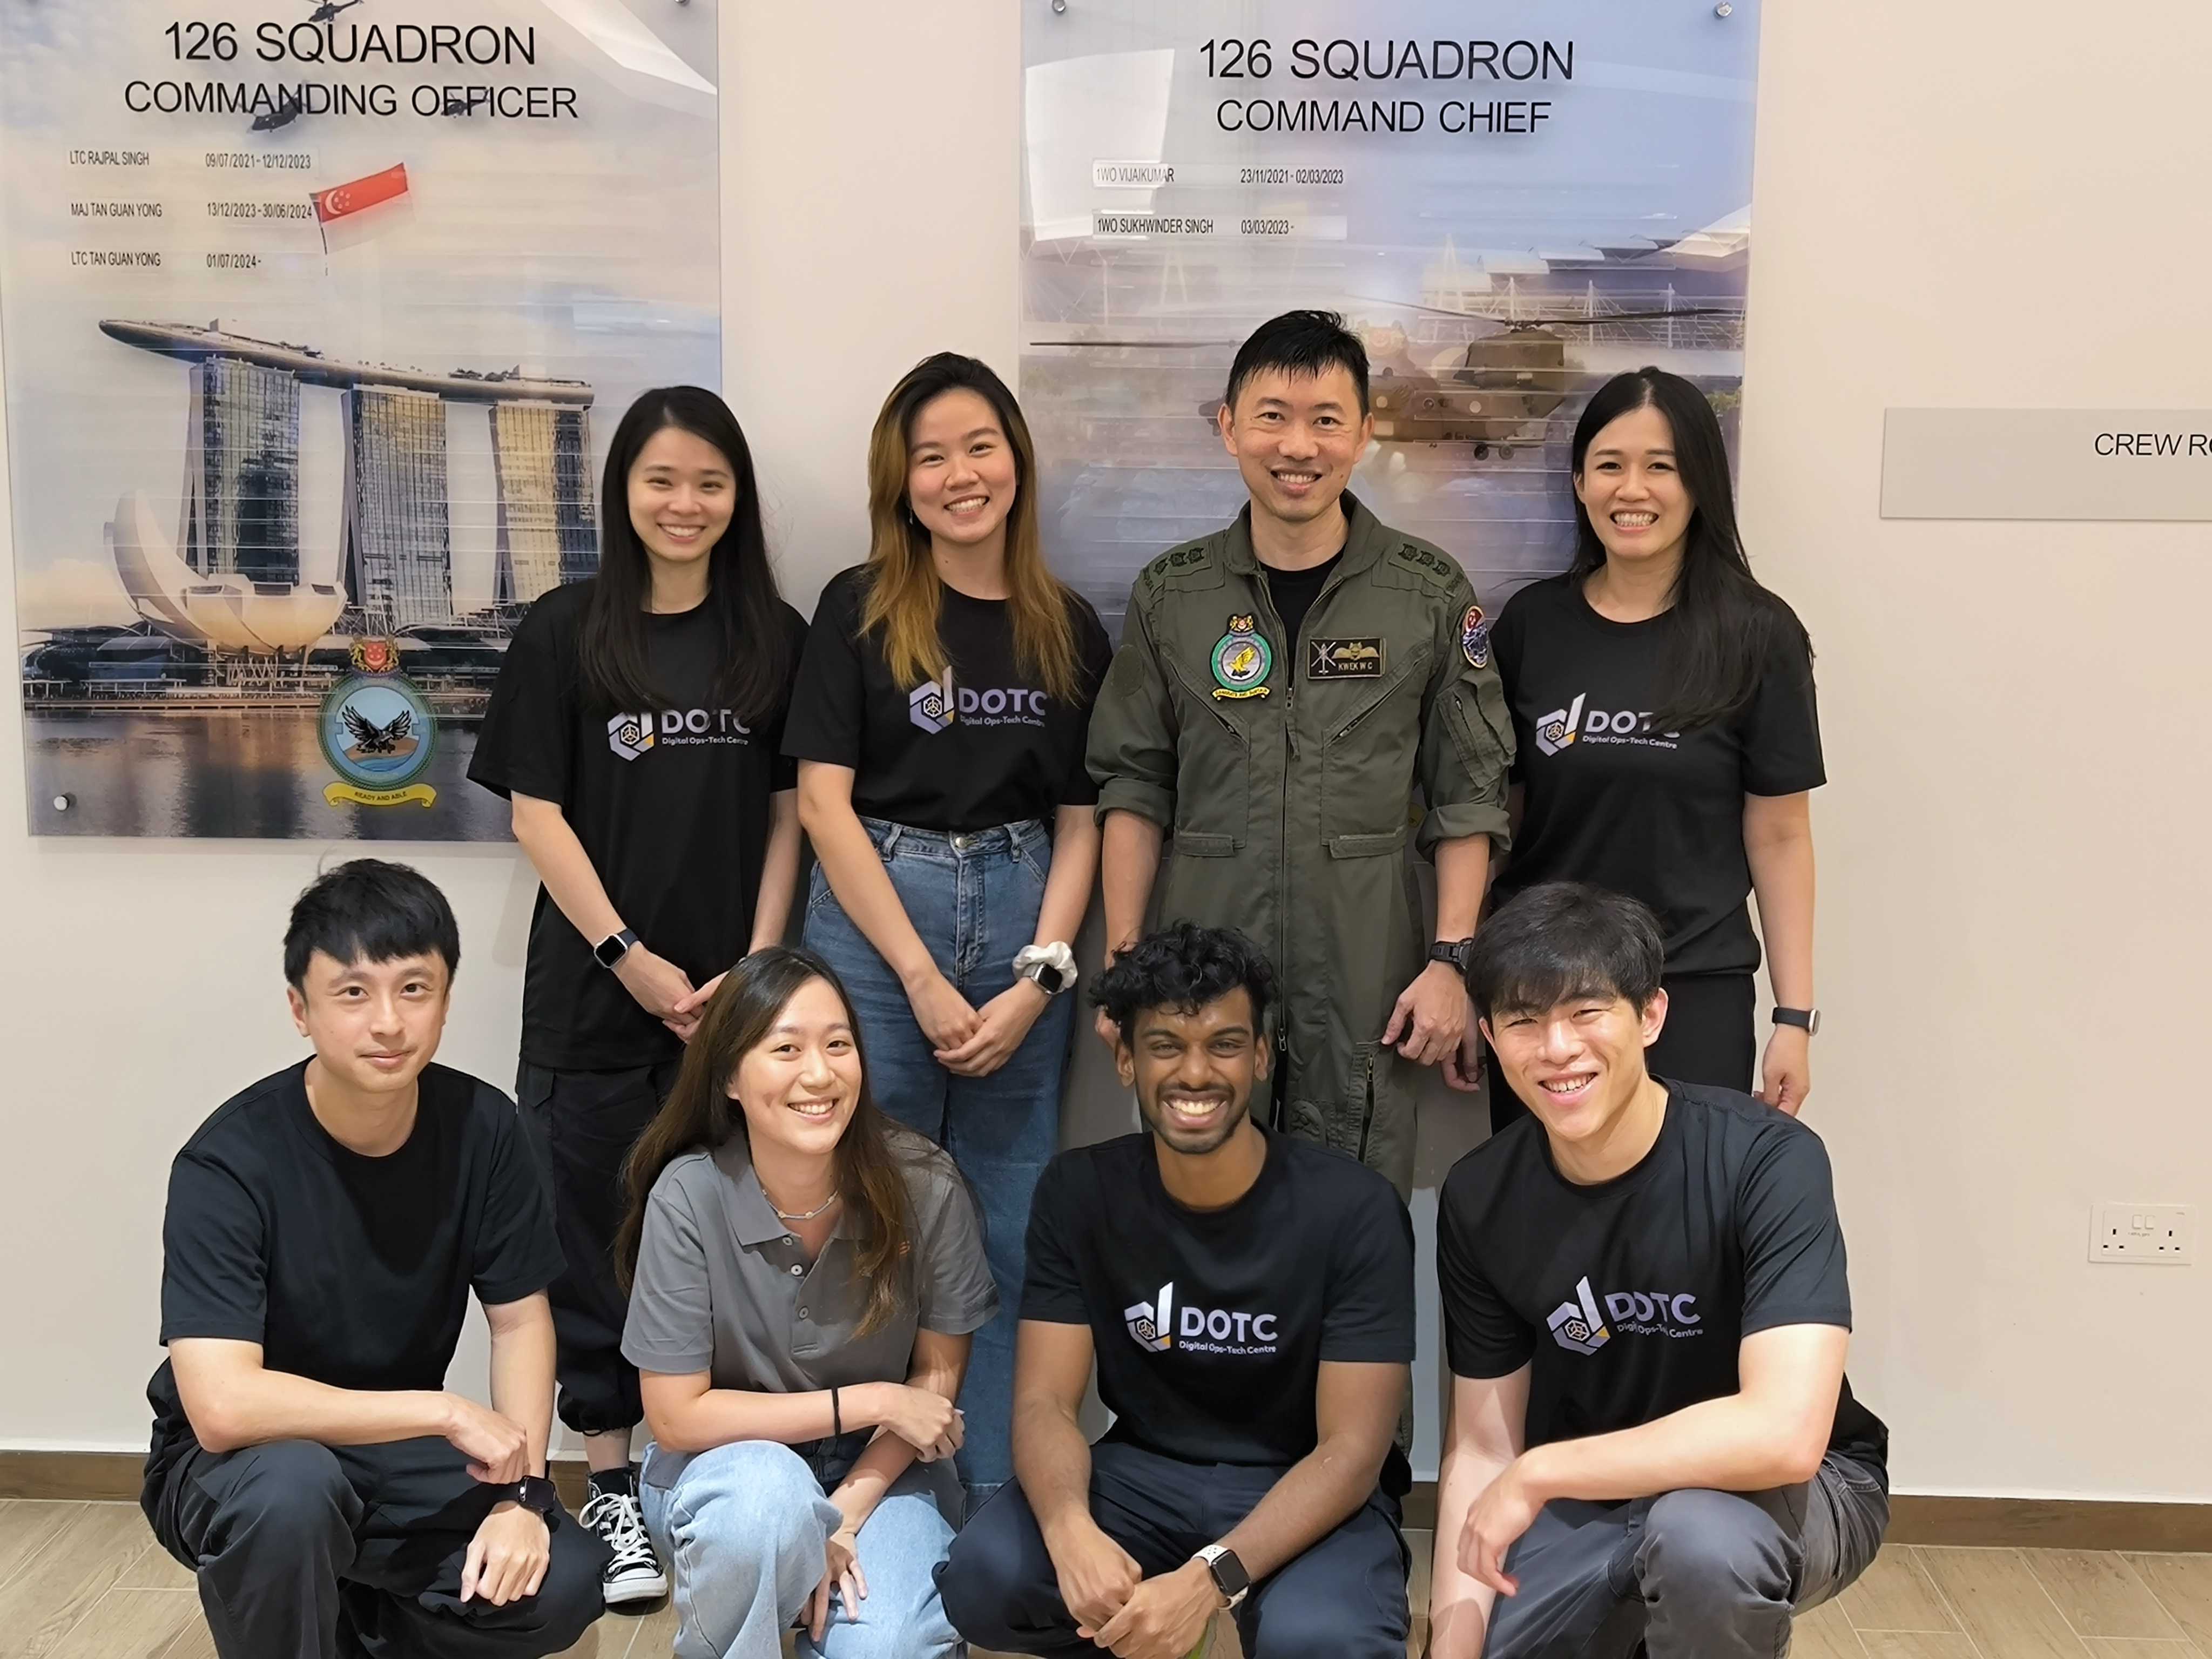 126 SQUADRON
COMMANDING OFFICER
LTC RAJPAL SINGH 09/07/2021-12/12/2023
MAJ TAN GUAN YONG 13/12/2023-30/06/2024
LTC TAN GUAN YONG 01/07/2024-
READY AND ABLE
126 SQUADRON
COMMAND CHIEF
1WO VIJAIKUMAR 23/11/2021-02/03/2023
1WO SUKHWINDER SINGH 03/03/2023-
CREW RO
DOTC
Digital Ops-Tech Centre
DOTC
Digital Ops-Tech Centre
KWEK W C
DOTC
Digital Ops-Tech Centre
DOTC
Digital Ops-Tech Centre
DOTC
Digital Ops-Tech Centre